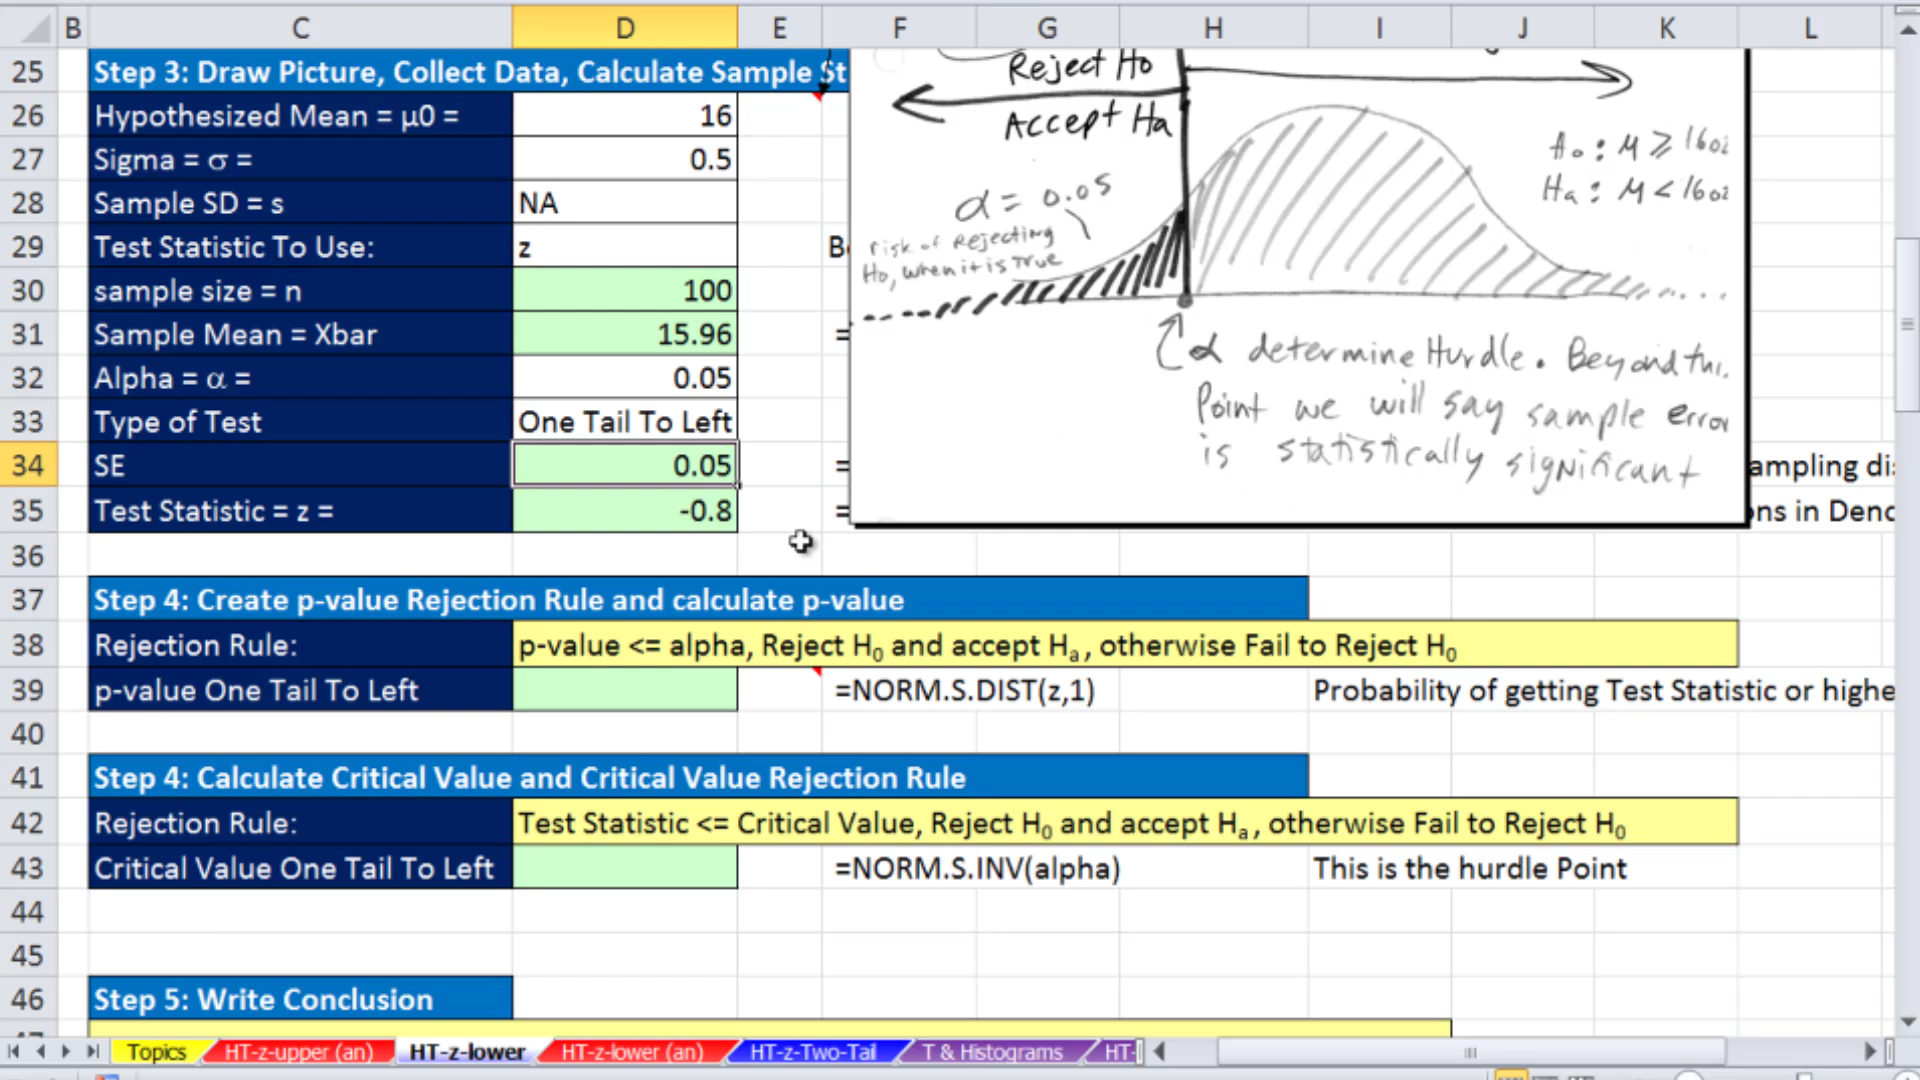 B C D E F G H I J K L
25 Step 3: Draw Picture, Collect Data, Calculate Sample St
26 Hypothesized Mean = μ0 = 16
27 Sigma = σ = 0.5
28 Sample SD = s NA
29 Test Statistic To Use: z
30 sample size = n 100
31 Sample Mean = Xbar 15.96 =
32 Alpha = α = 0.05
33 Type of Test One Tail To Left
34 SE 0.05 = ampling dis
35 Test Statistic = z = -0.8 = ons in Deno
Reject Ho
Accept Ha
Ho : M ≥ 16oz
Ha : M < 16oz
α = 0.05
risk of Rejecting
Ho, when it is True
α determine Hurdle. Beyond thi
Point we will say sample error
is statistically significant
36
37 Step 4: Create p-value Rejection Rule and calculate p-value
38 Rejection Rule: p-value <= alpha, Reject H₀ and accept Hₐ, otherwise Fail to Reject H₀
39 p-value One Tail To Left =NORM.S.DIST(z,1) Probability of getting Test Statistic or highe
40
41 Step 4: Calculate Critical Value and Critical Value Rejection Rule
42 Rejection Rule: Test Statistic <= Critical Value, Reject H₀ and accept Hₐ, otherwise Fail to Reject H₀
43 Critical Value One Tail To Left =NORM.S.INV(alpha) This is the hurdle Point
44
45
46 Step 5: Write Conclusion
Topics HT-z-upper (an) HT-z-lower HT-z-lower (an) HT-z-Two-Tail T & Histograms HT-